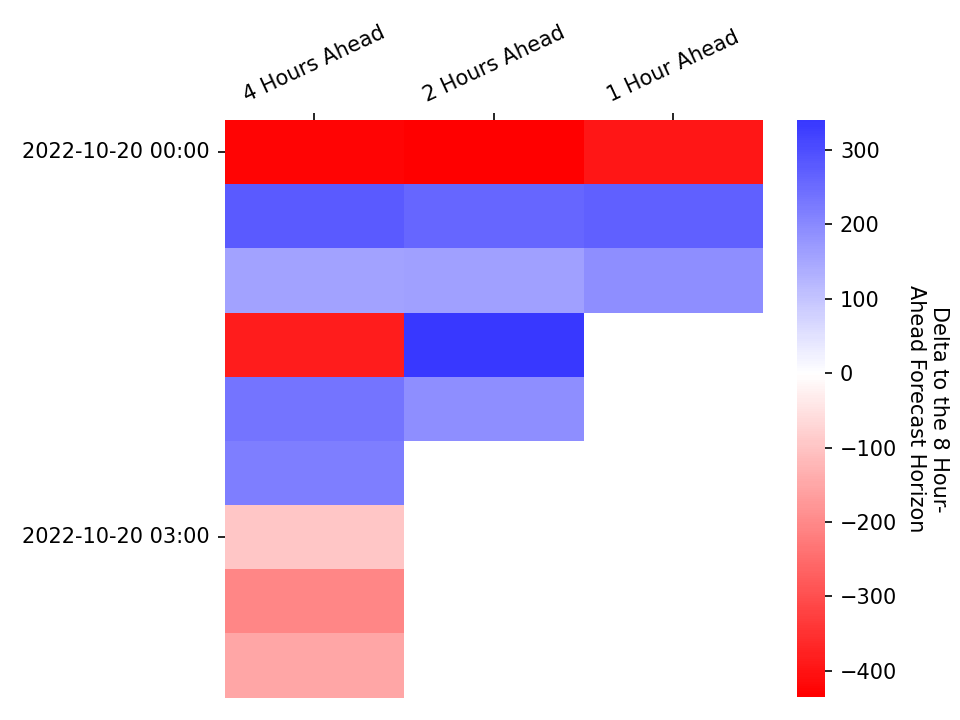 4 Hours Ahead
2 Hours Ahead
1 Hour Ahead
2022-10-20 00:00
2022-10-20 03:00
300
200
100
0
−100
−200
−300
−400
Delta to the 8 Hour-
Ahead Forecast Horizon